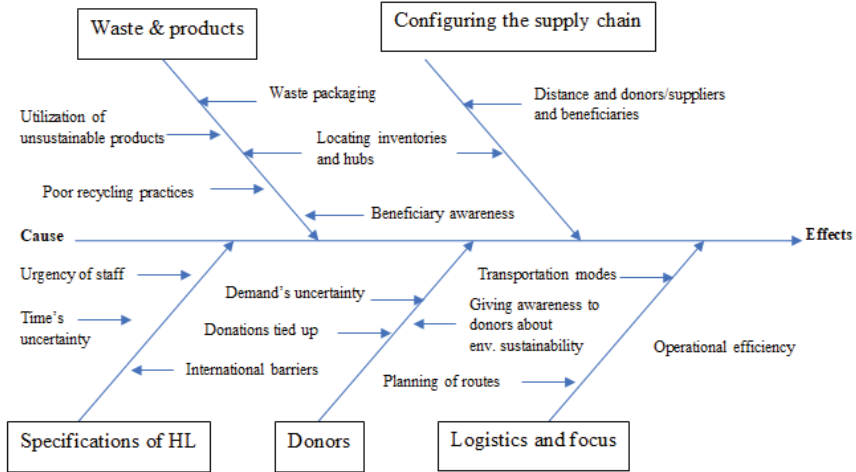 Waste & products
Configuring the supply chain
Waste packaging
Distance and donors/suppliers
and beneficiaries
Utilization of
unsustainable products
Locating inventories
and hubs
Poor recycling practices
Beneficiary awareness
Cause
Effects
Urgency of staff
Transportation modes
Demand’s uncertainty
Giving awareness to
donors about
env. sustainability
Time’s
uncertainty
Donations tied up
Operational efficiency
International barriers
Planning of routes
Specifications of HL
Donors
Logistics and focus